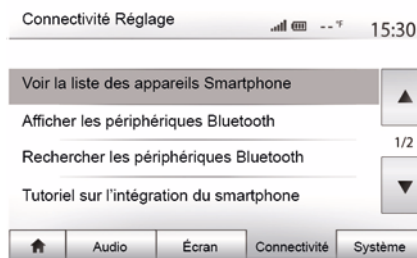 Connectivité Réglage
--°F
15:30
Voir la liste des appareils Smartphone
Afficher les périphériques Bluetooth
1/2
Rechercher les périphériques Bluetooth
Tutoriel sur l'intégration du smartphone
Audio
Écran
Connectivité
Système